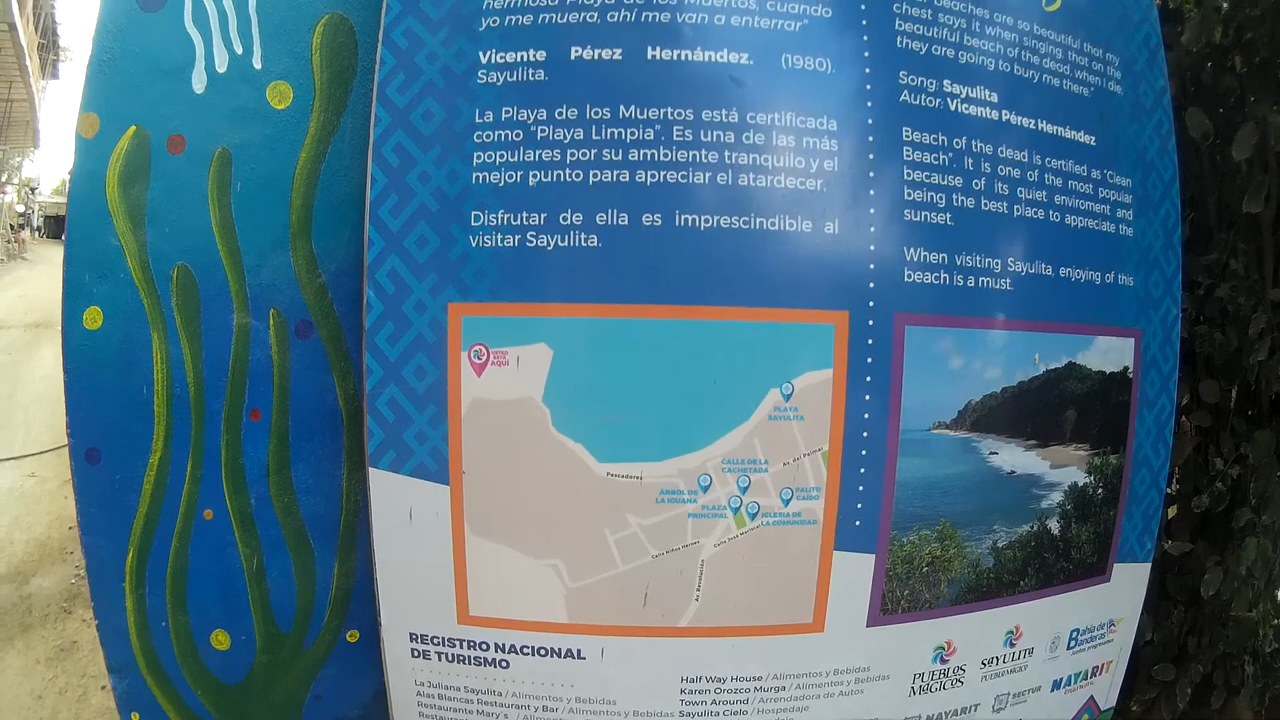 hermosa Playa de los Muertos, cuando
yo me muera, ahí me van a enterrar"
Vicente Pérez Hernández. (1980).
Sayulita.
La Playa de los Muertos está certificada
como "Playa Limpia". Es una de las más
populares por su ambiente tranquilo y el
mejor punto para apreciar el atardecer.
Disfrutar de ella es imprescindible al
visitar Sayulita.
beaches are so beautiful that my
chest says it when singing, that on the
beautiful beach of the dead, when I die,
they are going to bury me there."
Song: Sayulita
Autor: Vicente Pérez Hernández
Beach of the dead is certified as "Clean
Beach". It is one of the most popular
because of its quiet enviroment and
being the best place to appreciate the
sunset.
When visiting Sayulita, enjoying of this
beach is a must.
USTED
ESTÁ
AQUÍ
PLAYA
SAYULITA
Pescadores
Av. del Palmar
CALLE DE LA
CACHETADA
ÁRBOL DE
LA IGUANA
PALITO
CAÍDO
PLAZA
PRINCIPAL
IGLESIA DE
LA COMUNIDAD
Calle Niños Heroes
Calle José Mariscal
Av. Revolución
REGISTRO NACIONAL
DE TURISMO
La Juliana Sayulita / Alimentos y Bebidas
Alas Blancas Restaurant y Bar / Alimentos y Bebidas
Restaurante Mary's / Alimentos
Half Way House / Alimentos y Bebidas
Karen Orozco Murga / Alimentos y Bebidas
Town Around / Arrendadora de Autos
Sayulita Cielo / Hospedaje
PUEBLOS
MÁGICOS
SAYULITA
PUEBLO MÁGICO
Bahía de
Banderas
Juntos progresamos
NAYARIT
SECTUR
NAYARIT